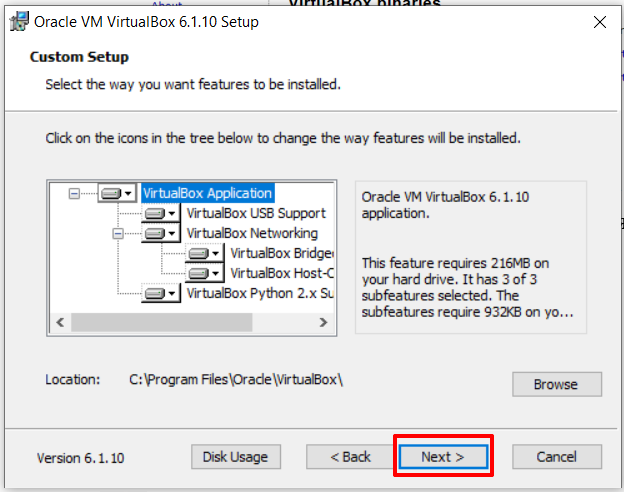 About
VirtualBox binaries
Oracle VM VirtualBox 6.1.10 Setup
Custom Setup
Select the way you want features to be installed.
Click on the icons in the tree below to change the way features will be installed.
VirtualBox Application
VirtualBox USB Support
VirtualBox Networking
VirtualBox Bridge
VirtualBox Host-C
VirtualBox Python 2.x Su
Oracle VM VirtualBox 6.1.10
application.
This feature requires 216MB on
your hard drive. It has 3 of 3
subfeatures selected. The
subfeatures require 932KB on yo...
Location: C:\Program Files\Oracle\VirtualBox\
Browse
Version 6.1.10
Disk Usage
< Back
Next >
Cancel